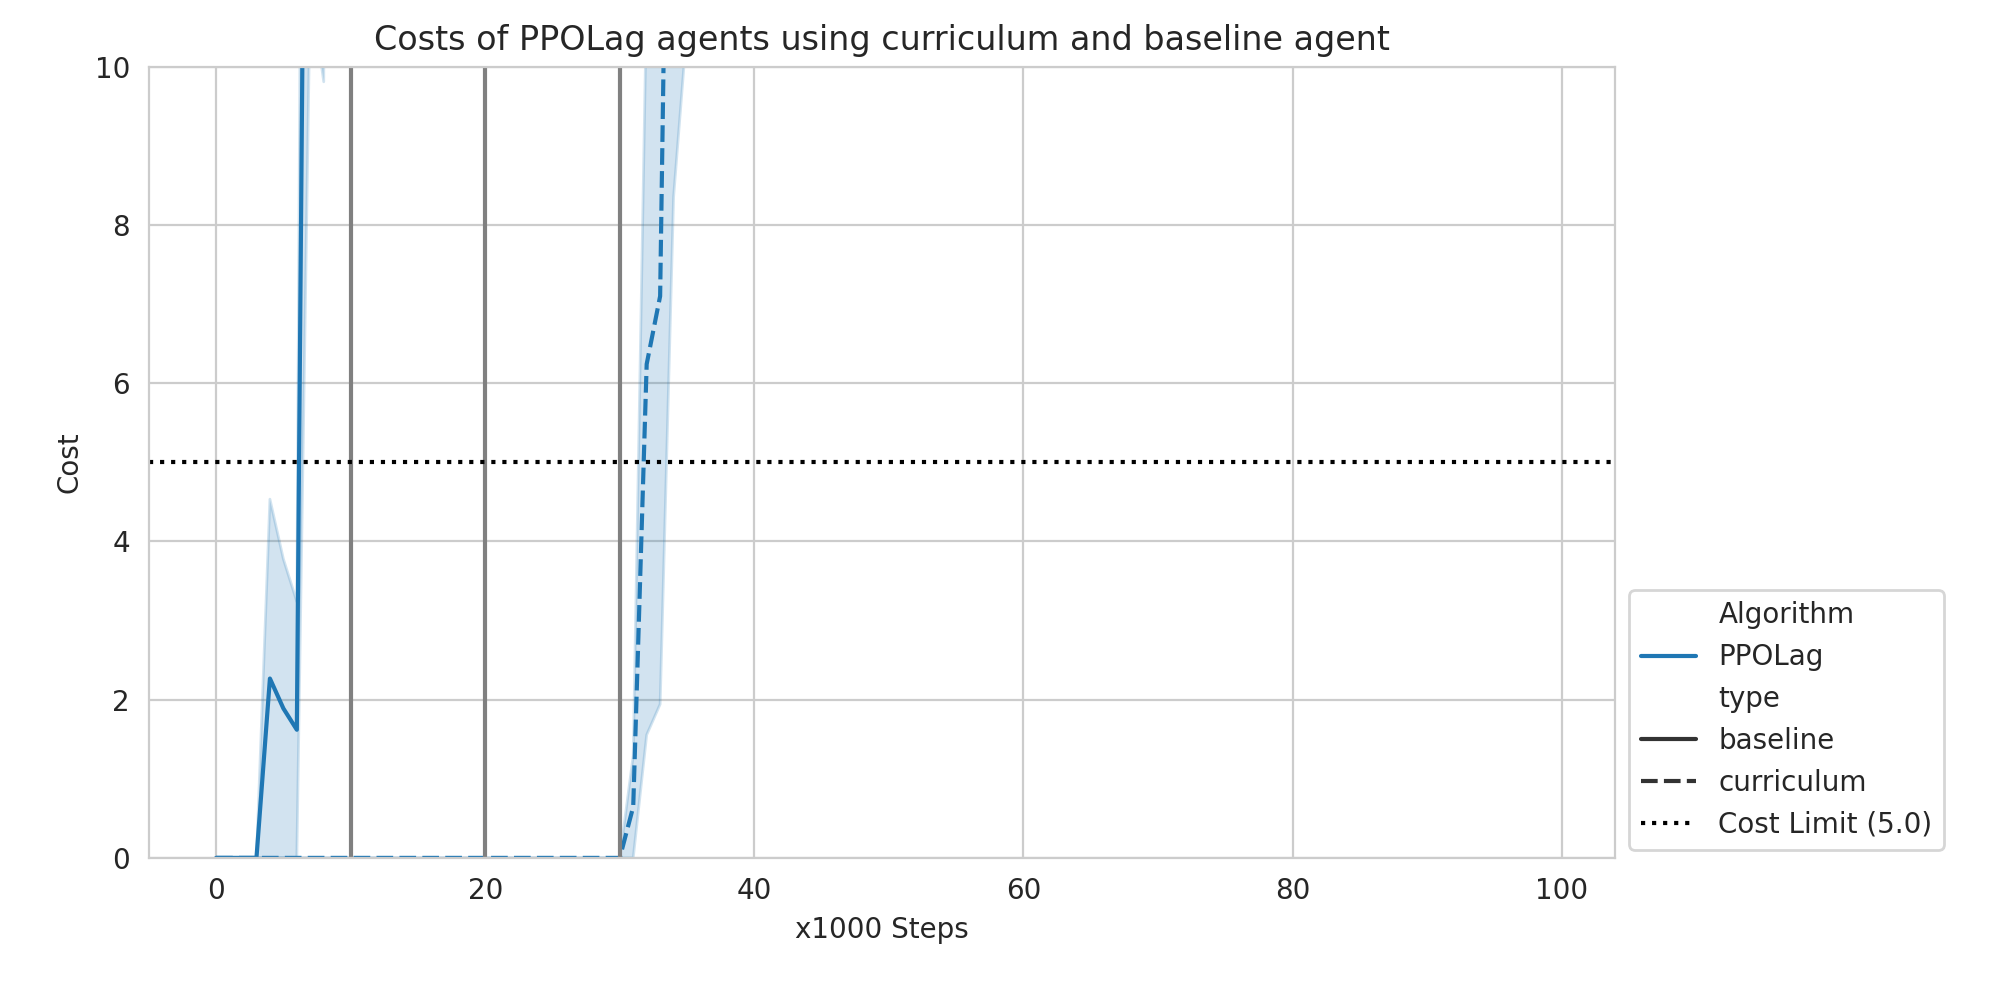 Costs of PPOLag agents using curriculum and baseline agent
10
8
6
4
2
0
Cost
0 20 40 60 80 100
x1000 Steps
Algorithm
PPOLag
type
baseline
curriculum
Cost Limit (5.0)